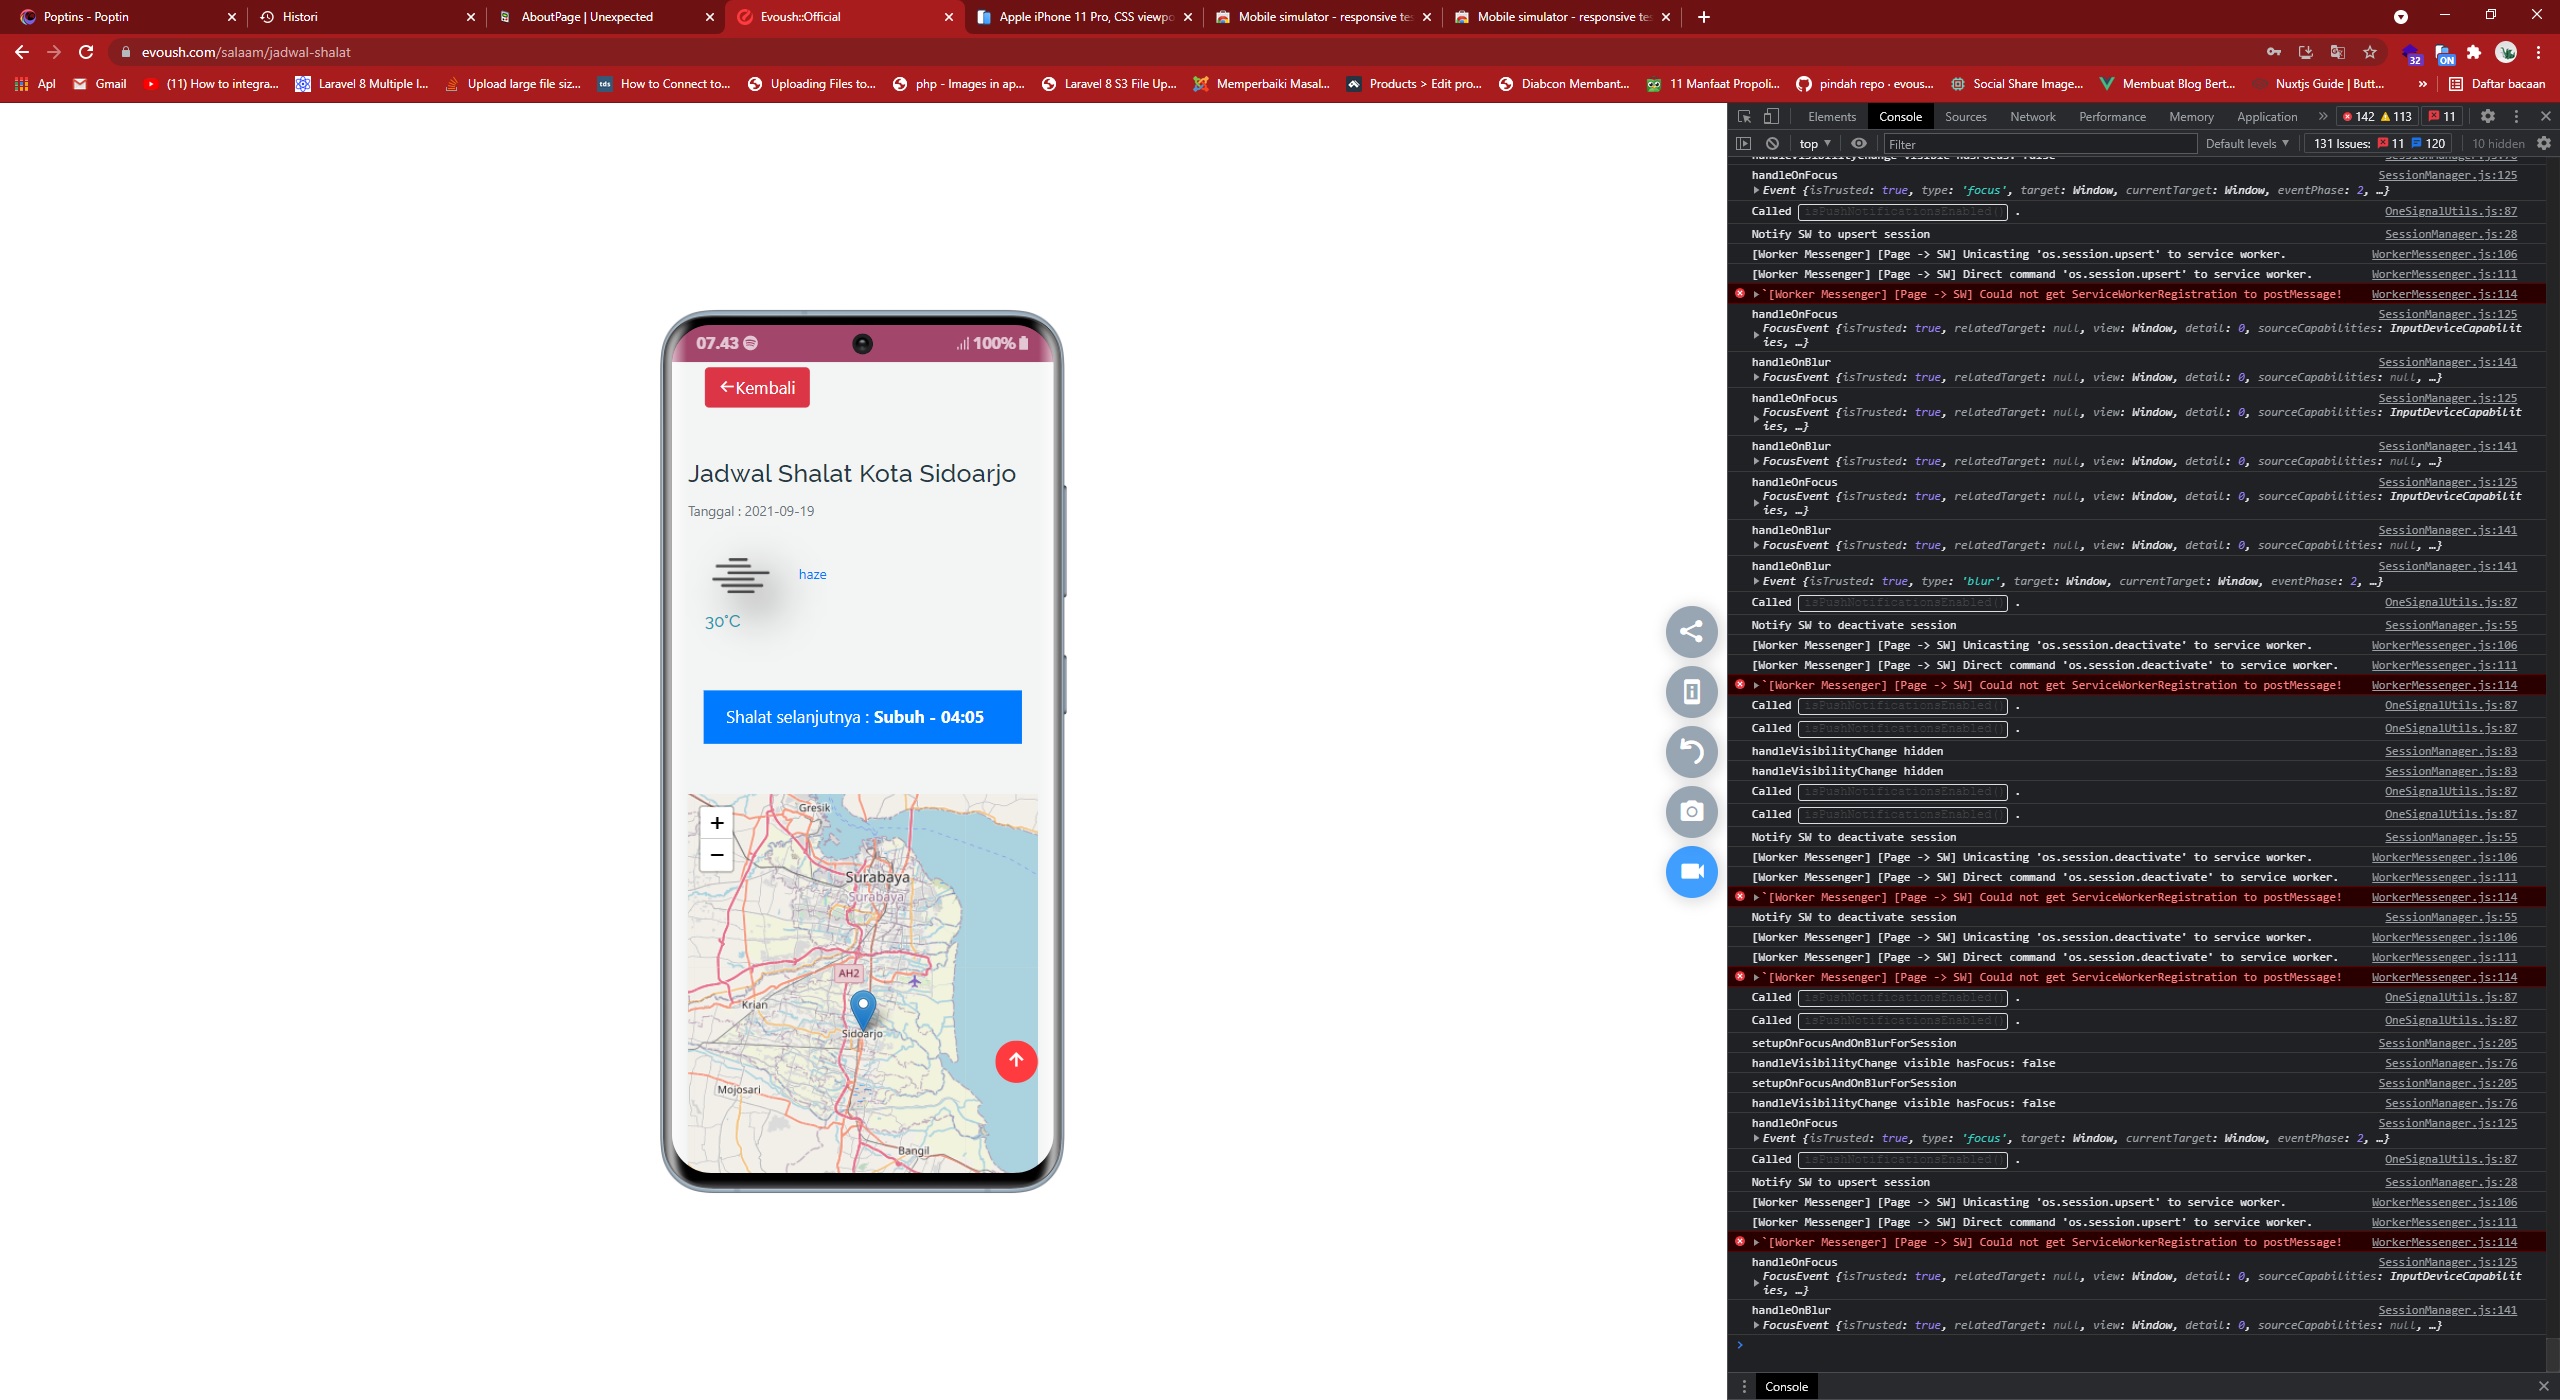 Poptins - Poptin
Histori
AboutPage | Unexpected
Evoush::Official
Apple iPhone 11 Pro, CSS viewpo
Mobile simulator - responsive tes
Mobile simulator - responsive tes
evoush.com/salaam/jadwal-shalat
32
ON
Apl
Gmail
(11) How to integra...
Laravel 8 Multiple I...
Upload large file siz...
tds
How to Connect to...
Uploading Files to...
php - Images in ap...
Laravel 8 S3 File Up...
Memperbaiki Masal...
Products > Edit pro...
Diabcon Membant...
11 Manfaat Propoli...
pindah repo · evous...
Social Share Image...
Membuat Blog Bert...
Nuxtjs Guide | Butt...
»
Daftar bacaan
07.43
100%
←Kembali
Jadwal Shalat Kota Sidoarjo
Tanggal : 2021-09-19
haze
30°C
Shalat selanjutnya : Subuh - 04:05
+
−
Gresik
Surabaya
Surabaya
AH2
Krian
Sidoarjo
Mojosari
Bangil
Elements Console Sources Network Performance Memory Application » 142 113 11
top Filter Default levels 131 Issues: 11 120 10 hidden
handleVisibilityChange visible hasFocus: false SessionManager.js:76
handleOnFocus SessionManager.js:125
Event {isTrusted: true, type: 'focus', target: Window, currentTarget: Window, eventPhase: 2, …}
Called isPushNotificationsEnabled() . OneSignalUtils.js:87
Notify SW to upsert session SessionManager.js:28
[Worker Messenger] [Page -> SW] Unicasting 'os.session.upsert' to service worker. WorkerMessenger.js:106
[Worker Messenger] [Page -> SW] Direct command 'os.session.upsert' to service worker. WorkerMessenger.js:111
`[Worker Messenger] [Page -> SW] Could not get ServiceWorkerRegistration to postMessage! WorkerMessenger.js:114
handleOnFocus SessionManager.js:125
FocusEvent {isTrusted: true, relatedTarget: null, view: Window, detail: 0, sourceCapabilities: InputDeviceCapabilit
ies, …}
handleOnBlur SessionManager.js:141
FocusEvent {isTrusted: true, relatedTarget: null, view: Window, detail: 0, sourceCapabilities: null, …}
handleOnFocus SessionManager.js:125
FocusEvent {isTrusted: true, relatedTarget: null, view: Window, detail: 0, sourceCapabilities: InputDeviceCapabilit
ies, …}
handleOnBlur SessionManager.js:141
FocusEvent {isTrusted: true, relatedTarget: null, view: Window, detail: 0, sourceCapabilities: null, …}
handleOnFocus SessionManager.js:125
FocusEvent {isTrusted: true, relatedTarget: null, view: Window, detail: 0, sourceCapabilities: InputDeviceCapabilit
ies, …}
handleOnBlur SessionManager.js:141
FocusEvent {isTrusted: true, relatedTarget: null, view: Window, detail: 0, sourceCapabilities: null, …}
handleOnBlur SessionManager.js:141
Event {isTrusted: true, type: 'blur', target: Window, currentTarget: Window, eventPhase: 2, …}
Called isPushNotificationsEnabled() . OneSignalUtils.js:87
Notify SW to deactivate session SessionManager.js:55
[Worker Messenger] [Page -> SW] Unicasting 'os.session.deactivate' to service worker. WorkerMessenger.js:106
[Worker Messenger] [Page -> SW] Direct command 'os.session.deactivate' to service worker. WorkerMessenger.js:111
`[Worker Messenger] [Page -> SW] Could not get ServiceWorkerRegistration to postMessage! WorkerMessenger.js:114
Called isPushNotificationsEnabled() . OneSignalUtils.js:87
Called isPushNotificationsEnabled() . OneSignalUtils.js:87
handleVisibilityChange hidden SessionManager.js:83
handleVisibilityChange hidden SessionManager.js:83
Called isPushNotificationsEnabled() . OneSignalUtils.js:87
Called isPushNotificationsEnabled() . OneSignalUtils.js:87
Notify SW to deactivate session SessionManager.js:55
[Worker Messenger] [Page -> SW] Unicasting 'os.session.deactivate' to service worker. WorkerMessenger.js:106
[Worker Messenger] [Page -> SW] Direct command 'os.session.deactivate' to service worker. WorkerMessenger.js:111
`[Worker Messenger] [Page -> SW] Could not get ServiceWorkerRegistration to postMessage! WorkerMessenger.js:114
Notify SW to deactivate session SessionManager.js:55
[Worker Messenger] [Page -> SW] Unicasting 'os.session.deactivate' to service worker. WorkerMessenger.js:106
[Worker Messenger] [Page -> SW] Direct command 'os.session.deactivate' to service worker. WorkerMessenger.js:111
`[Worker Messenger] [Page -> SW] Could not get ServiceWorkerRegistration to postMessage! WorkerMessenger.js:114
Called isPushNotificationsEnabled() . OneSignalUtils.js:87
Called isPushNotificationsEnabled() . OneSignalUtils.js:87
setupOnFocusAndOnBlurForSession SessionManager.js:205
handleVisibilityChange visible hasFocus: false SessionManager.js:76
setupOnFocusAndOnBlurForSession SessionManager.js:205
handleVisibilityChange visible hasFocus: false SessionManager.js:76
handleOnFocus SessionManager.js:125
Event {isTrusted: true, type: 'focus', target: Window, currentTarget: Window, eventPhase: 2, …}
Called isPushNotificationsEnabled() . OneSignalUtils.js:87
Notify SW to upsert session SessionManager.js:28
[Worker Messenger] [Page -> SW] Unicasting 'os.session.upsert' to service worker. WorkerMessenger.js:106
[Worker Messenger] [Page -> SW] Direct command 'os.session.upsert' to service worker. WorkerMessenger.js:111
`[Worker Messenger] [Page -> SW] Could not get ServiceWorkerRegistration to postMessage! WorkerMessenger.js:114
handleOnFocus SessionManager.js:125
FocusEvent {isTrusted: true, relatedTarget: null, view: Window, detail: 0, sourceCapabilities: InputDeviceCapabilit
ies, …}
handleOnBlur SessionManager.js:141
FocusEvent {isTrusted: true, relatedTarget: null, view: Window, detail: 0, sourceCapabilities: null, …}
Console